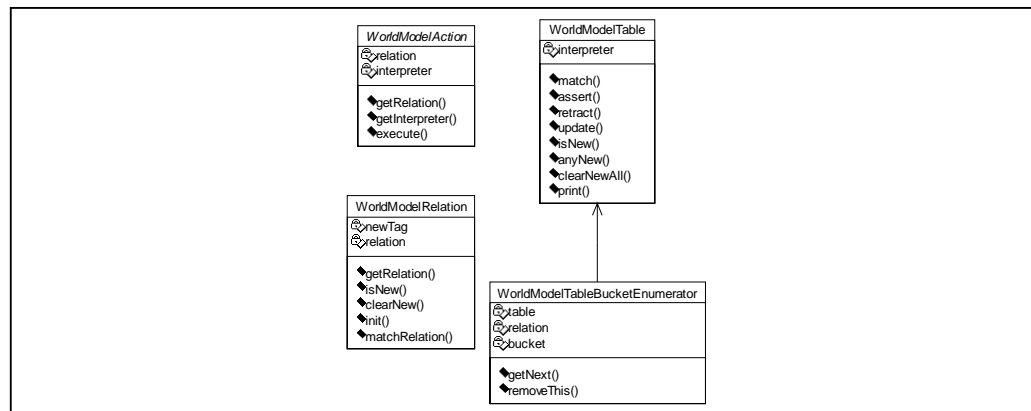 WorldModelAction
relation
interpreter
getRelation()
getInterpreter()
execute()
WorldModelTable
interpreter
match()
assert()
retract()
update()
isNew()
anyNew()
clearNewAll()
print()
WorldModelRelation
newTag
relation
getRelation()
isNew()
clearNew()
init()
matchRelation()
WorldModelTableBucketEnumerator
table
relation
bucket
getNext()
removeThis()